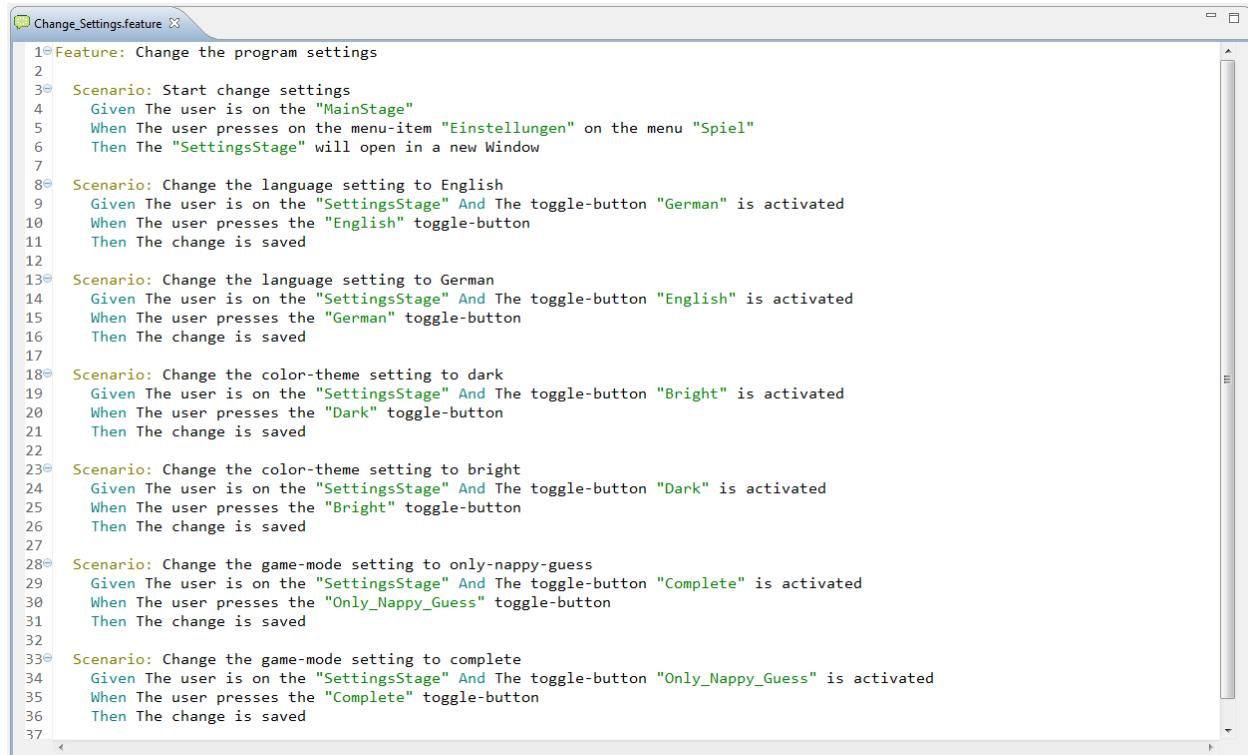 Change_Settings.feature
1 Feature: Change the program settings
2
3 Scenario: Start change settings
4 Given The user is on the "MainStage"
5 When The user presses on the menu-item "Einstellungen" on the menu "Spiel"
6 Then The "SettingsStage" will open in a new Window
7
8 Scenario: Change the language setting to English
9 Given The user is on the "SettingsStage" And The toggle-button "German" is activated
10 When The user presses the "English" toggle-button
11 Then The change is saved
12
13 Scenario: Change the language setting to German
14 Given The user is on the "SettingsStage" And The toggle-button "English" is activated
15 When The user presses the "German" toggle-button
16 Then The change is saved
17
18 Scenario: Change the color-theme setting to dark
19 Given The user is on the "SettingsStage" And The toggle-button "Bright" is activated
20 When The user presses the "Dark" toggle-button
21 Then The change is saved
22
23 Scenario: Change the color-theme setting to bright
24 Given The user is on the "SettingsStage" And The toggle-button "Dark" is activated
25 When The user presses the "Bright" toggle-button
26 Then The change is saved
27
28 Scenario: Change the game-mode setting to only-nappy-guess
29 Given The user is on the "SettingsStage" And The toggle-button "Complete" is activated
30 When The user presses the "Only_Nappy_Guess" toggle-button
31 Then The change is saved
32
33 Scenario: Change the game-mode setting to complete
34 Given The user is on the "SettingsStage" And The toggle-button "Only_Nappy_Guess" is activated
35 When The user presses the "Complete" toggle-button
36 Then The change is saved
37